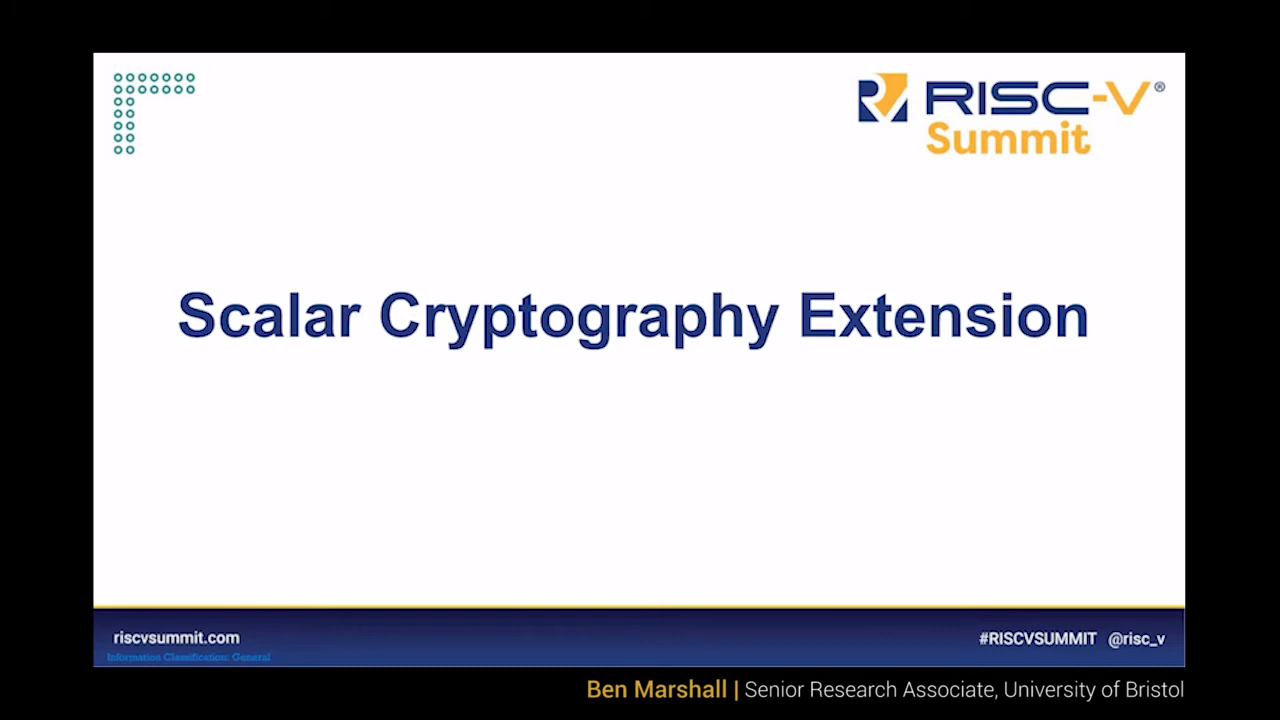 RISC-V®
Summit
Scalar Cryptography Extension
riscvsummit.com
#RISCVSUMMIT @risc_v
Information Classification: General
Ben Marshall | Senior Research Associate, University of Bristol